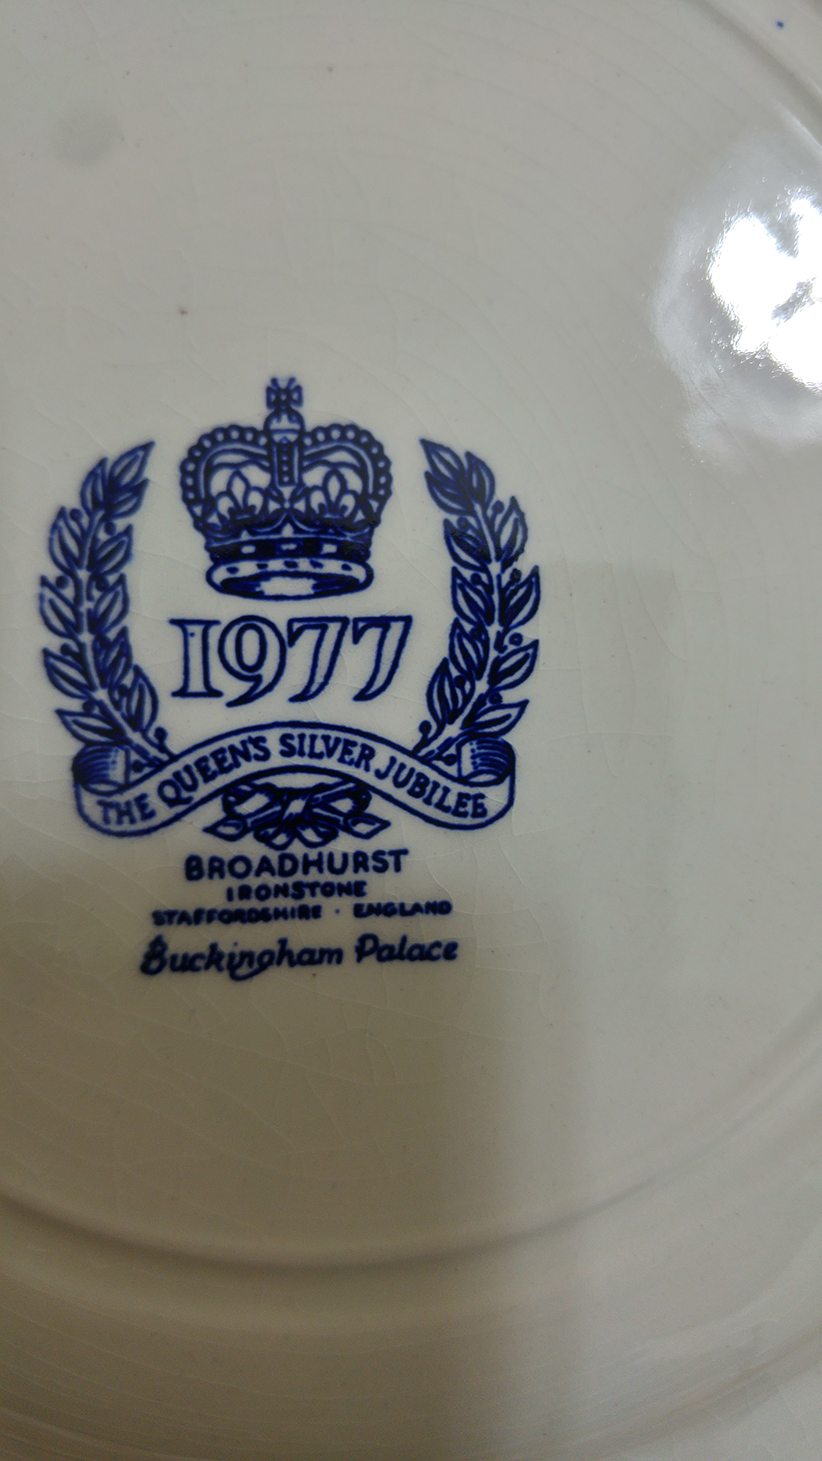 1977
THE QUEEN'S SILVER JUBILEE
BROADHURST
IRONSTONE
STAFFORDSHIRE · ENGLAND
Buckingham Palace